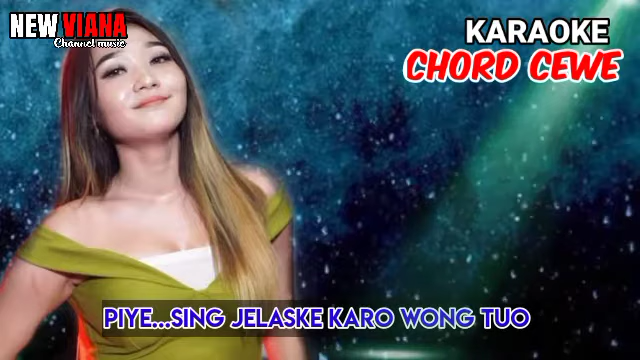 NEW VIANA
Channel music
KARAOKE
CHORD CEWE
PIYE...SING JELASKE KARO WONG TUO